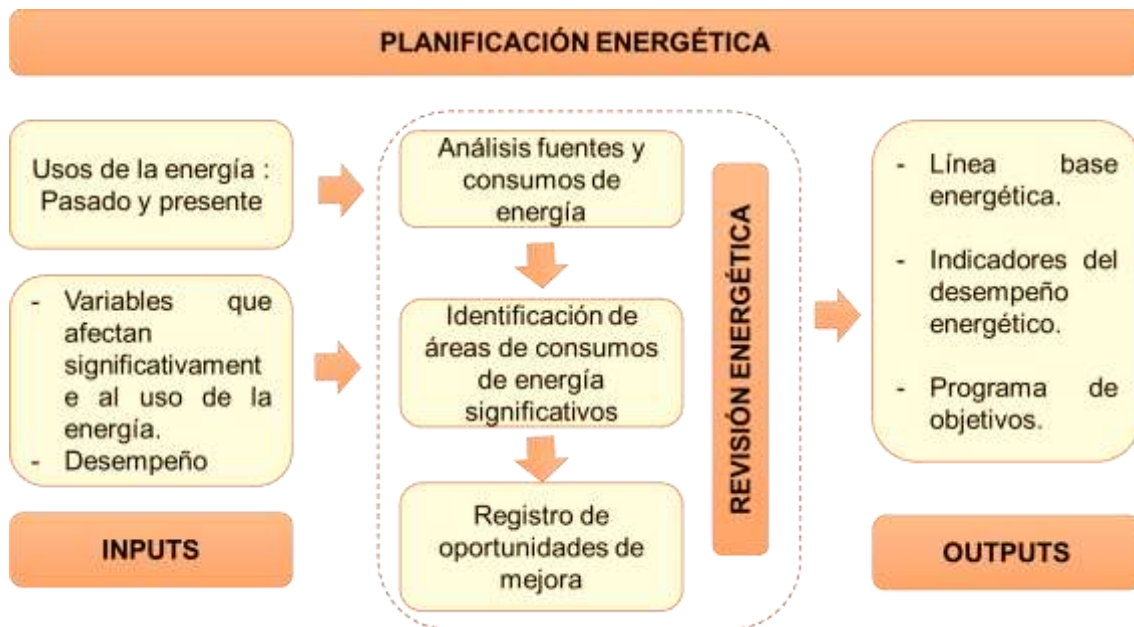 PLANIFICACIÓN ENERGÉTICA
Usos de la energía :
Pasado y presente
- Variables que
afectan
significativament
e al uso de la
energía.
- Desempeño
INPUTS
Análisis fuentes y
consumos de
energía
Identificación de
áreas de consumos
de energía
significativos
Registro de
oportunidades de
mejora
REVISIÓN ENERGÉTICA
- Línea base
energética.
- Indicadores del
desempeño
energético.
- Programa de
objetivos.
OUTPUTS